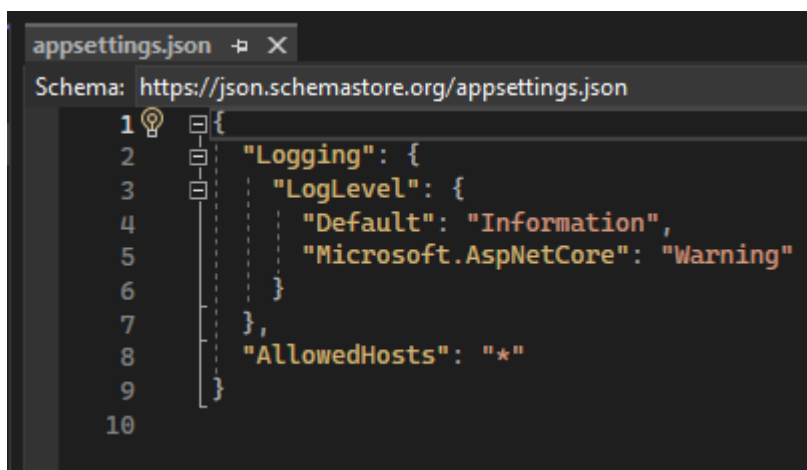 appsettings.json
Schema: https://json.schemastore.org/appsettings.json
1 {
2 "Logging": {
3 "LogLevel": {
4 "Default": "Information",
5 "Microsoft.AspNetCore": "Warning"
6 }
7 },
8 "AllowedHosts": "*"
9 }
10